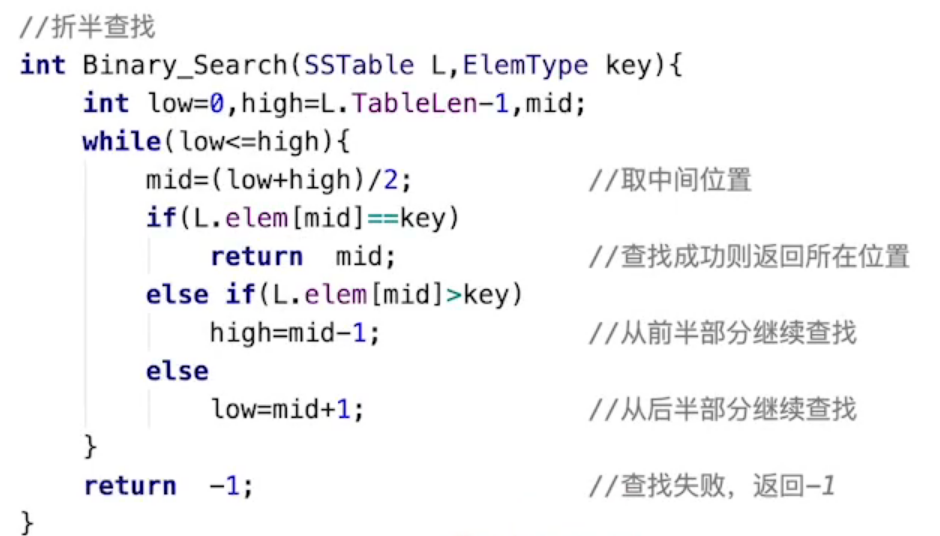 //折半查找
int Binary_Search(SSTable L,ElemType key){
    int low=0,high=L.TableLen-1,mid;
    while(low<=high){
        mid=(low+high)/2;           //取中间位置
        if(L.elem[mid]==key)
            return  mid;            //查找成功则返回所在位置
        else if(L.elem[mid]>key)
            high=mid-1;             //从前半部分继续查找
        else
            low=mid+1;              //从后半部分继续查找
    }
    return  -1;                     //查找失败，返回-1
}